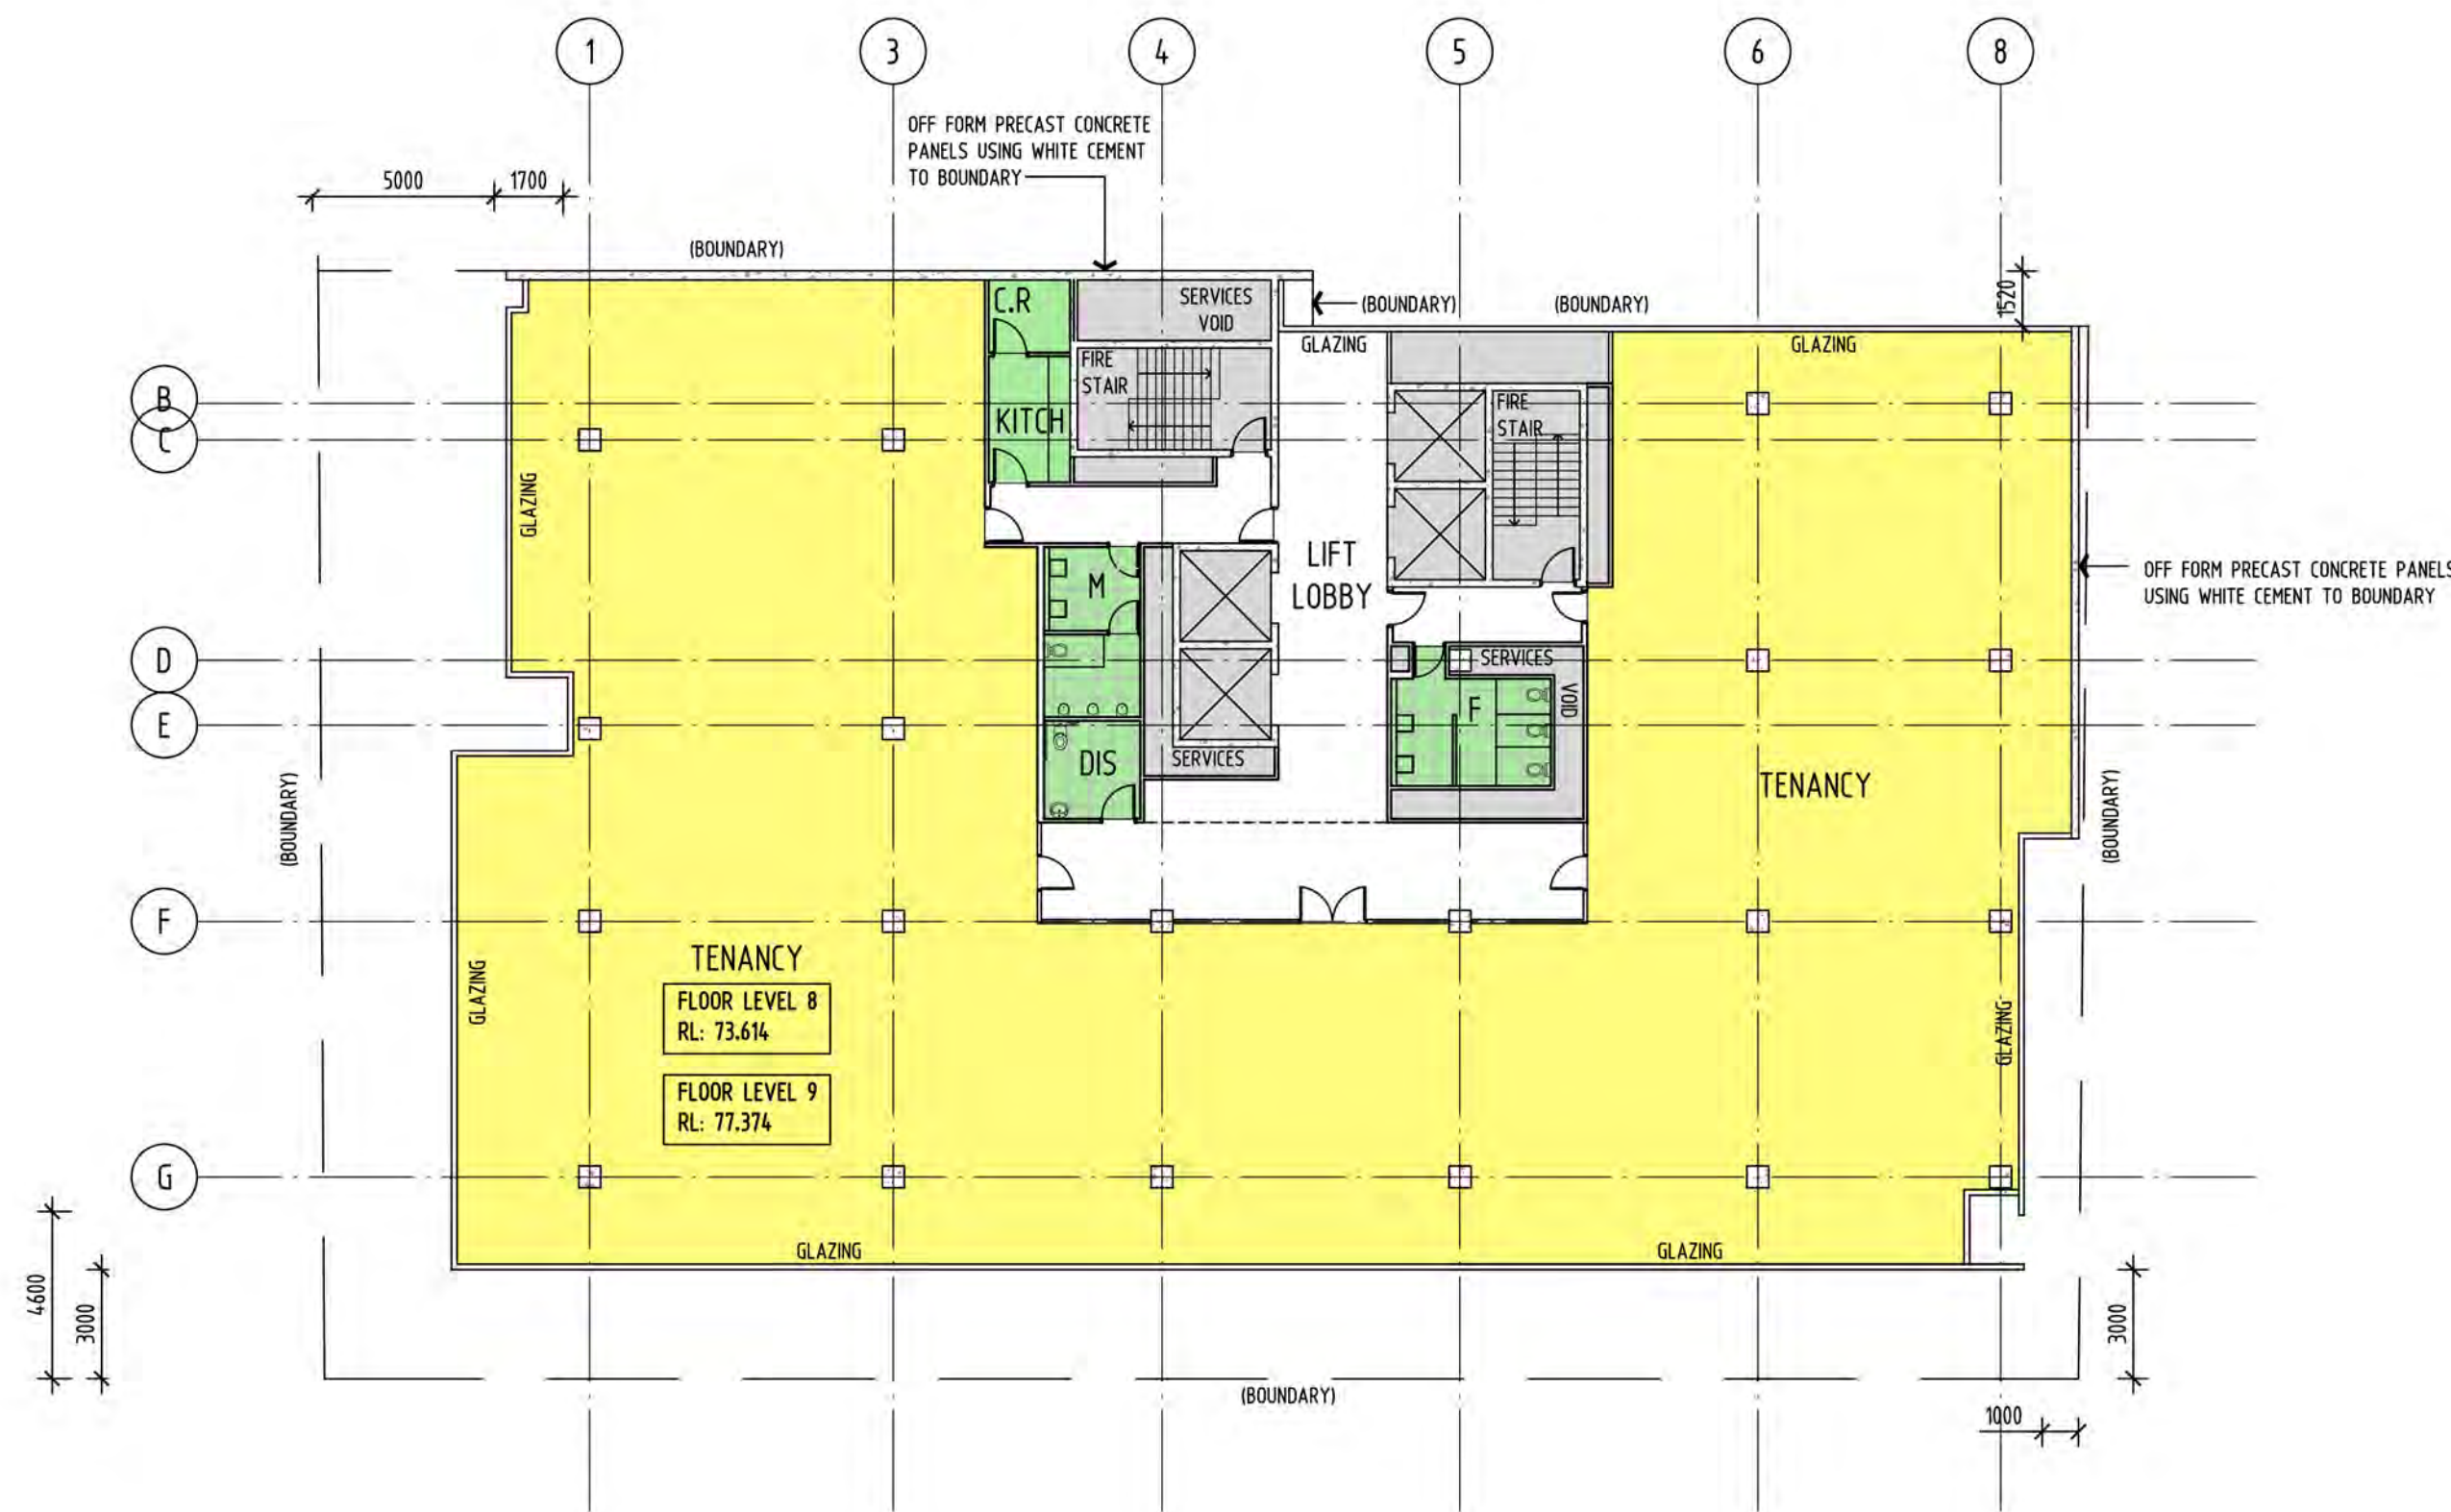 1
3
4
5
6
8
OFF FORM PRECAST CONCRETE
PANELS USING WHITE CEMENT
TO BOUNDARY
5000
1700
(BOUNDARY)
C.R
SERVICES
VOID
(BOUNDARY)
(BOUNDARY)
1520
GLAZING
GLAZING
FIRE
STAIR
B
C
KITCH
FIRE
STAIR
GLAZING
LIFT
LOBBY
M
OFF FORM PRECAST CONCRETE PANELS
USING WHITE CEMENT TO BOUNDARY
D
SERVICES
VOID
E
F
DIS
SERVICES
TENANCY
(BOUNDARY)
(BOUNDARY)
F
TENANCY
FLOOR LEVEL 8
RL: 73.614
GLAZING
GLAZING
FLOOR LEVEL 9
RL: 77.374
G
GLAZING
GLAZING
4600
3000
3000
(BOUNDARY)
1000